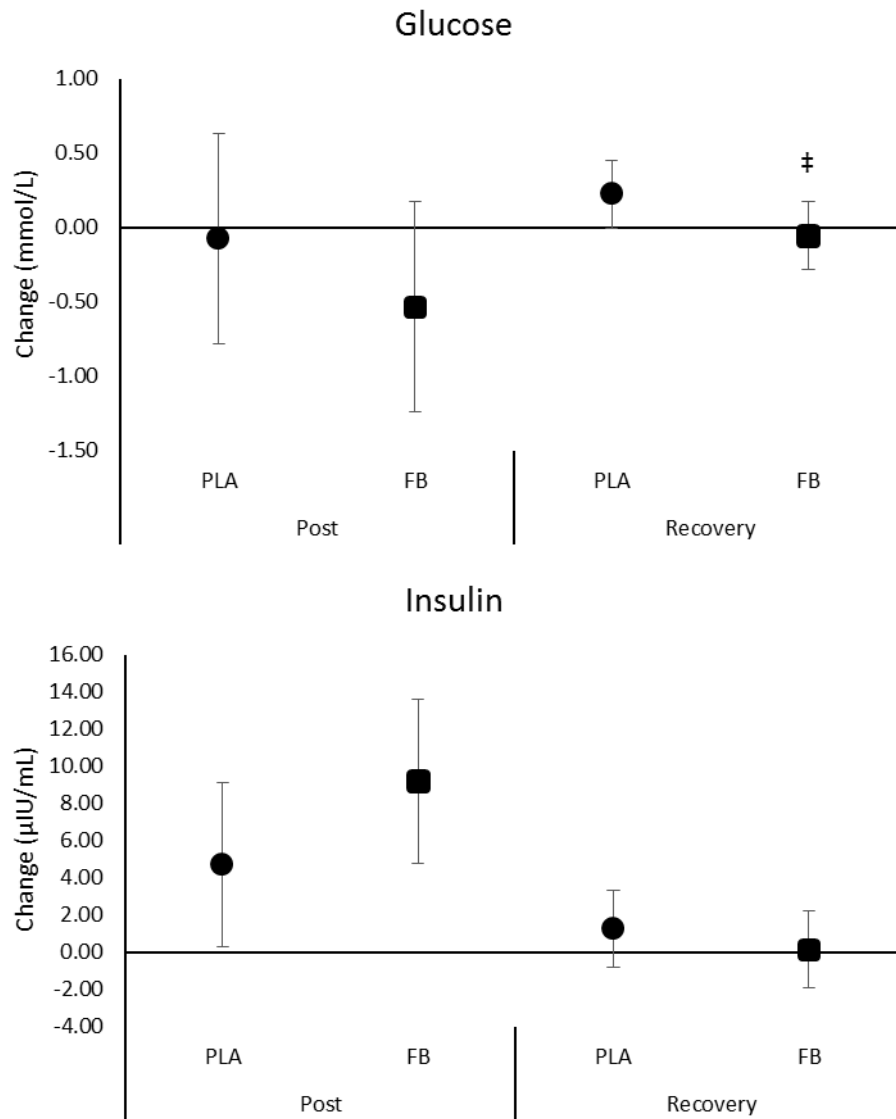 Glucose
Change (mmol/L)
1.00
0.50
0.00
-0.50
-1.00
-1.50
‡
PLA FB PLA FB
Post Recovery
Insulin
Change (µIU/mL)
16.00
14.00
12.00
10.00
8.00
6.00
4.00
2.00
0.00
-2.00
-4.00
PLA FB PLA FB
Post Recovery